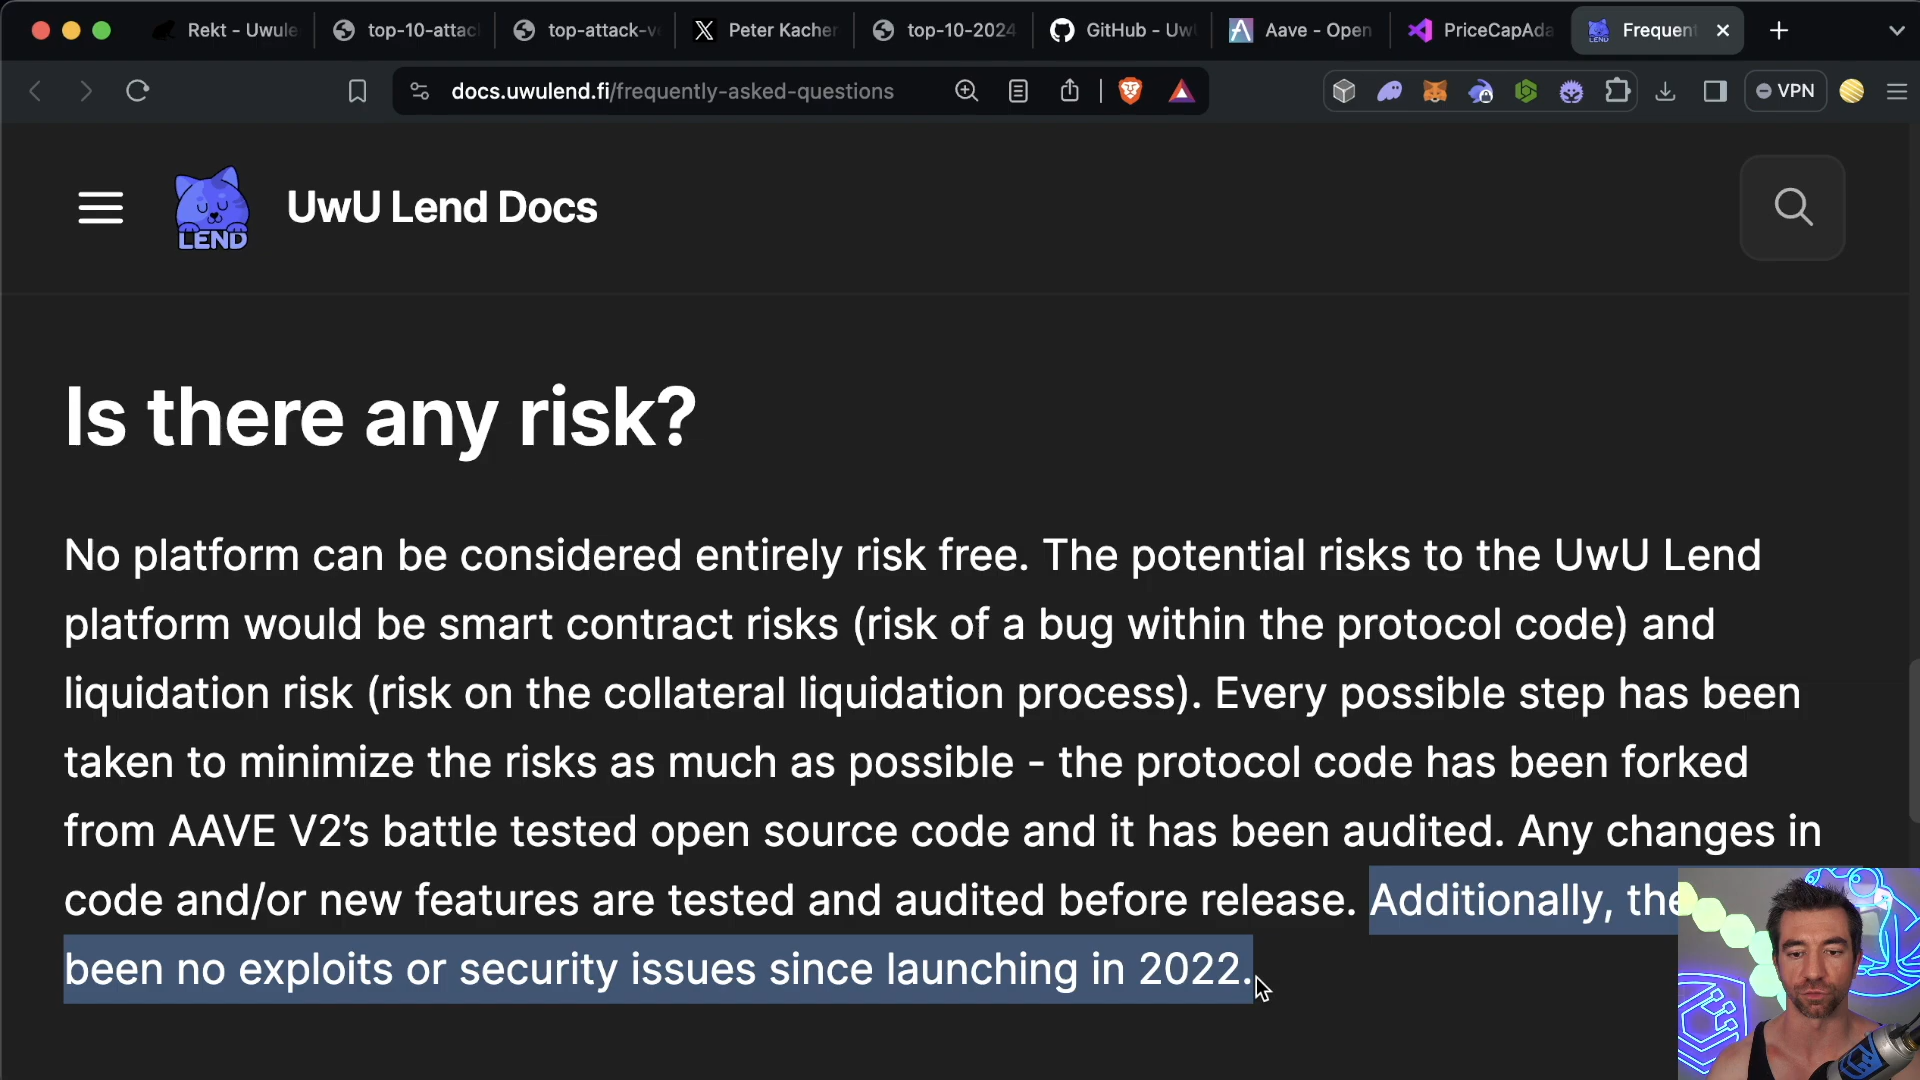 Rekt - Uwule
top-10-attac
top-attack-v
Peter Kacher
top-10-2024
GitHub - Uw
Aave - Open
PriceCapAda
Frequen
docs.uwulend.fi/frequently-asked-questions
VPN
LEND
UwU Lend Docs
Is there any risk?
No platform can be considered entirely risk free. The potential risks to the UwU Lend
platform would be smart contract risks (risk of a bug within the protocol code) and
liquidation risk (risk on the collateral liquidation process). Every possible step has been
taken to minimize the risks as much as possible - the protocol code has been forked
from AAVE V2’s battle tested open source code and it has been audited. Any changes in
code and/or new features are tested and audited before release. Additionally, the
been no exploits or security issues since launching in 2022.